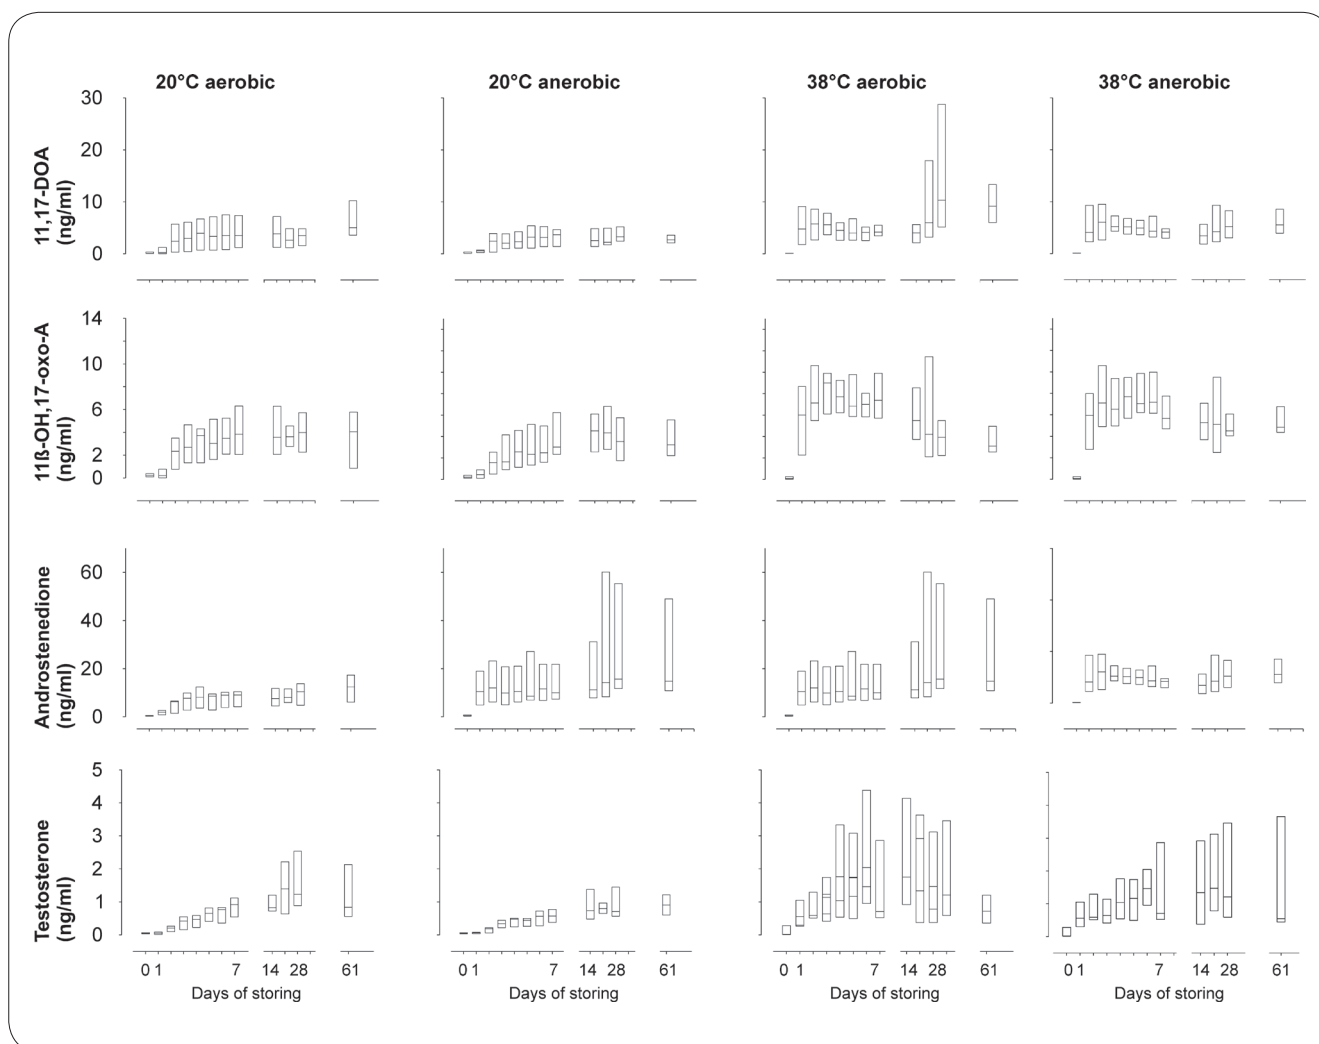 20°C aerobic
20°C anerobic
38°C aerobic
38°C anerobic
11,17-DOA
(ng/ml)
30
20
10
0
11ß-OH,17-oxo-A
(ng/ml)
14
10
6
2
0
Androstenedione
(ng/ml)
60
40
20
0
Testosterone
(ng/ml)
5
4
3
2
1
0
0 1 7 14 28 61
0 1 7 14 28 61
0 1 7 14 28 61
0 1 7 14 28 61
Days of storing
Days of storing
Days of storing
Days of storing